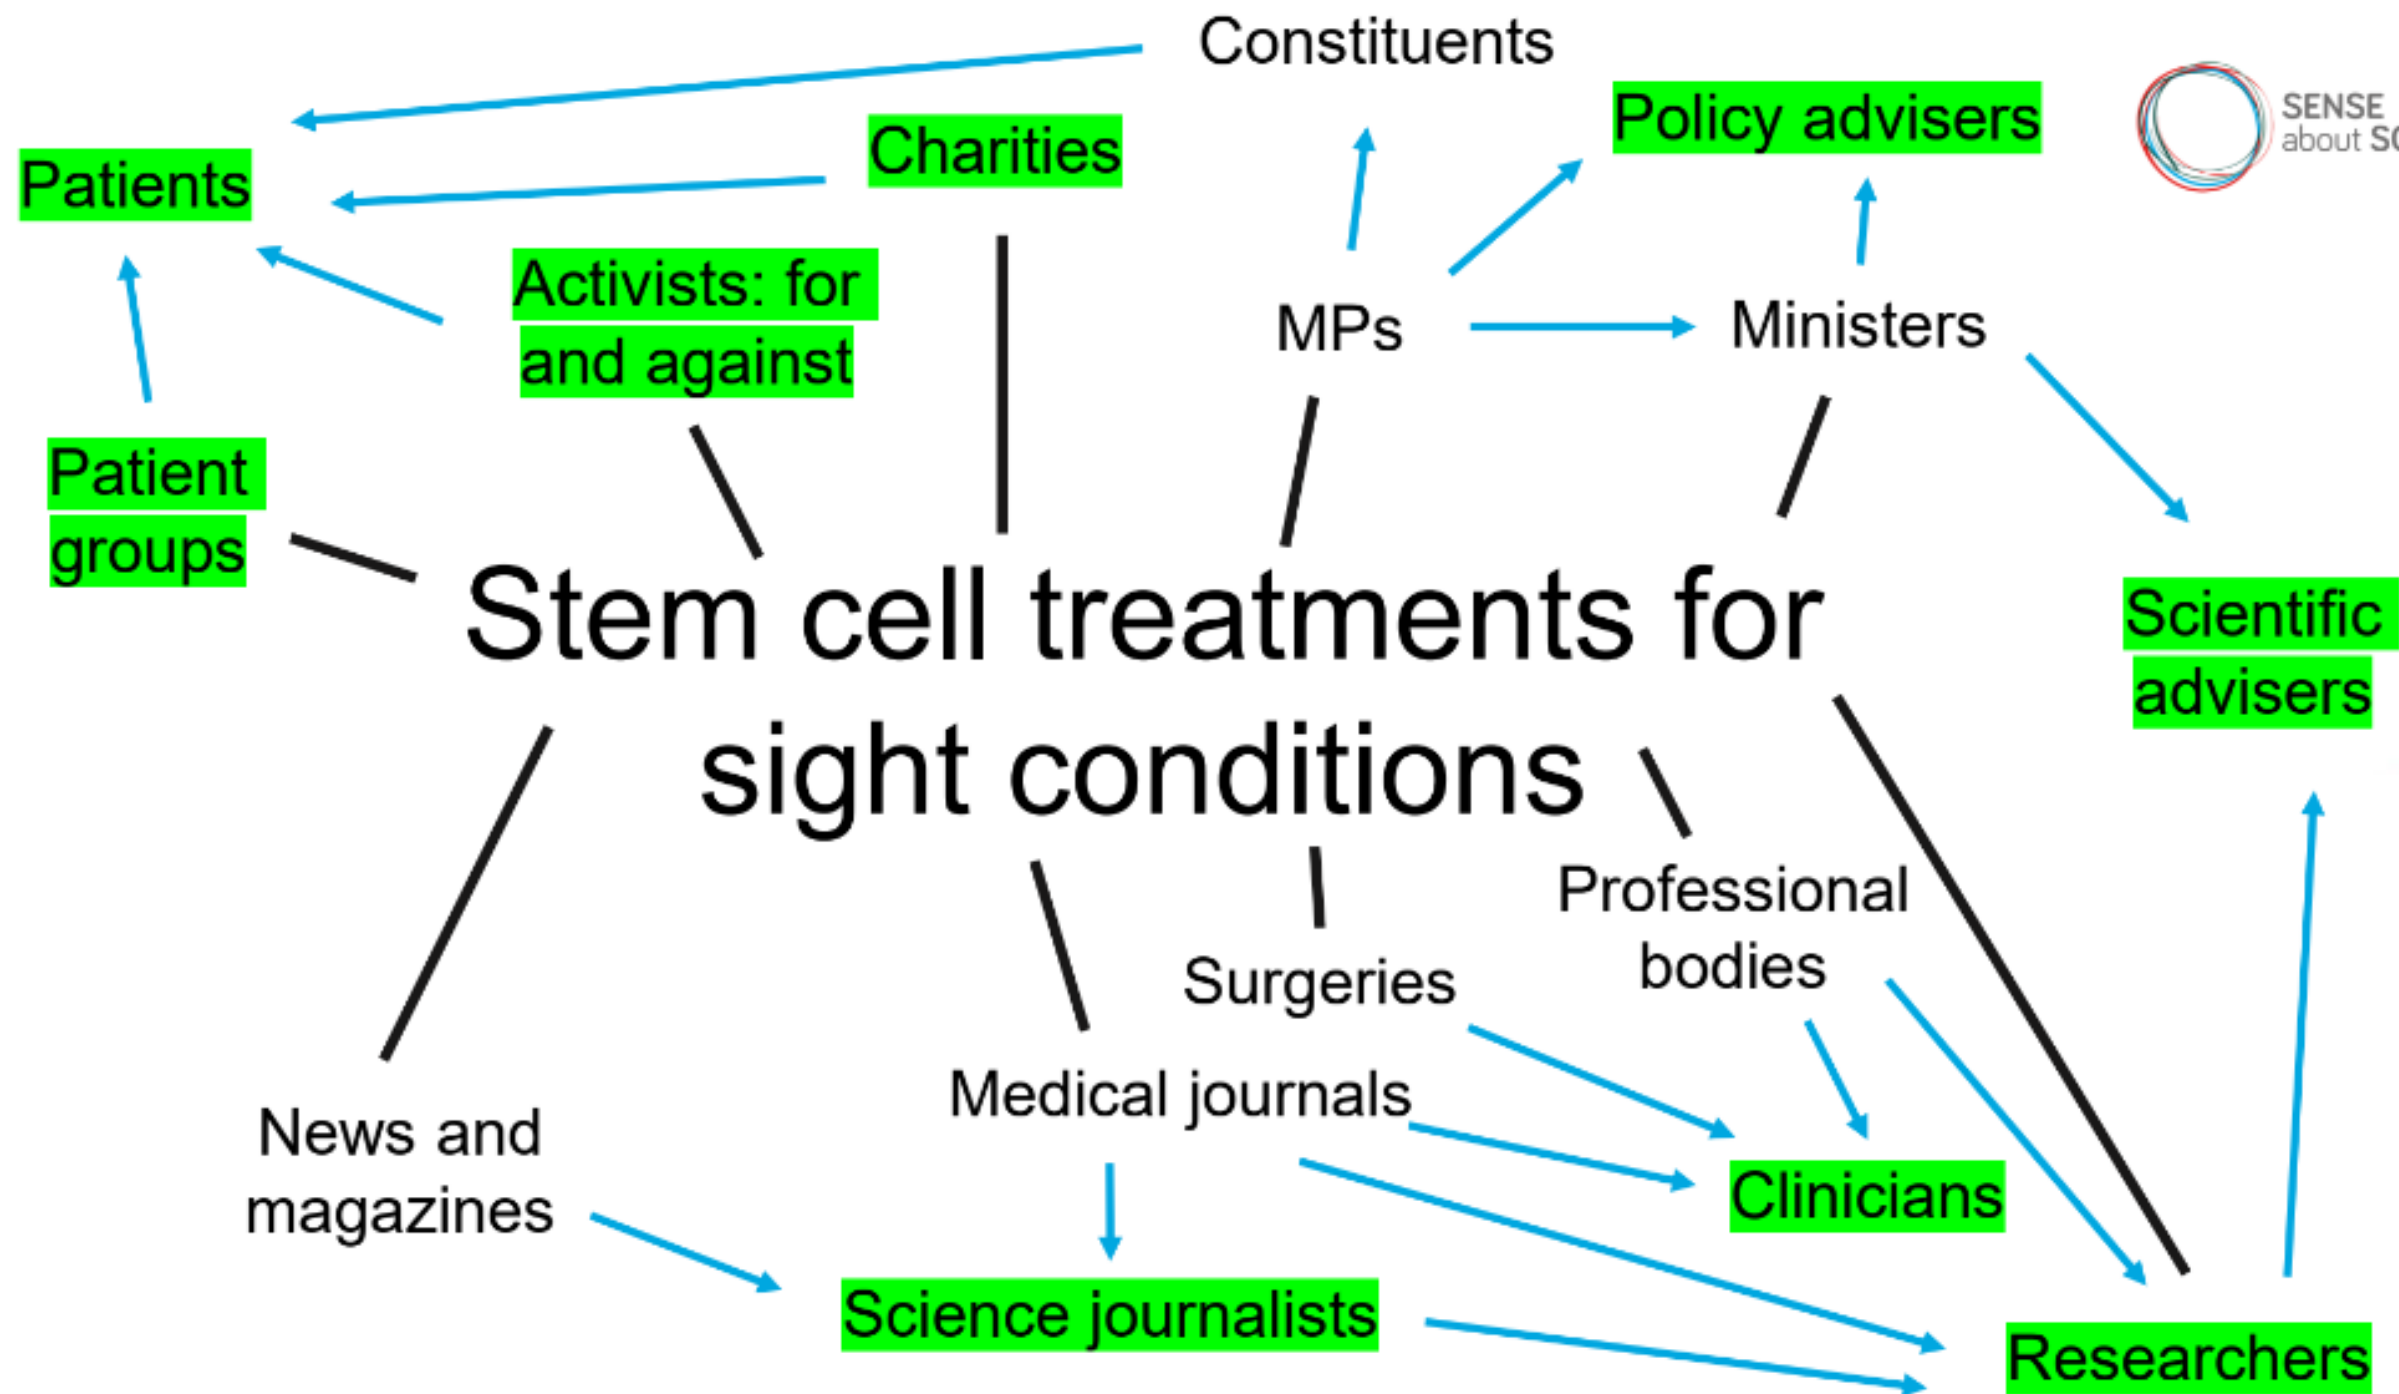 Constituents
Policy advisers
SENSE
about SC
Charities
Patients
Activists: for
and against
MPs
Ministers
Patient
groups
Stem cell treatments for
sight conditions
Scientific
advisers
Professional
bodies
Surgeries
Medical journals
News and
magazines
Clinicians
Science journalists
Researchers